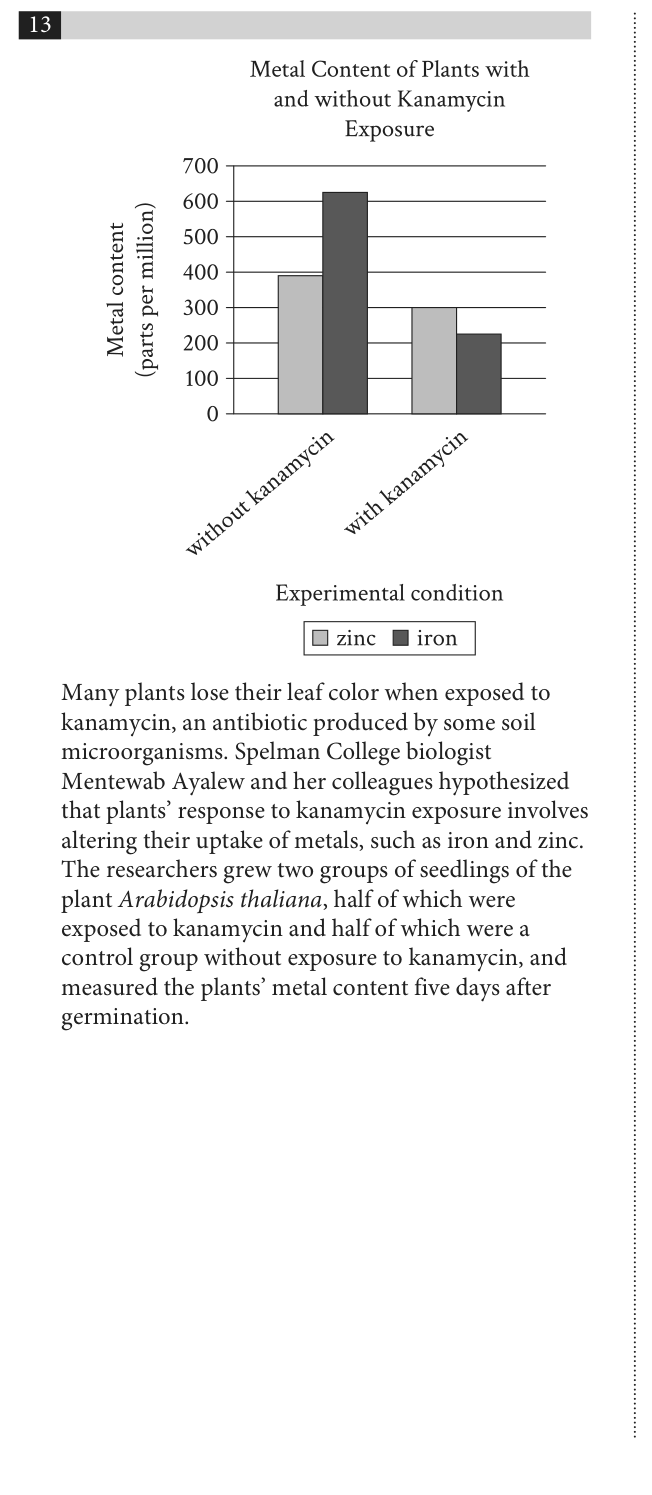 13
Metal Content of Plants with
and without Kanamycin
Exposure
Metal content
(parts per million)
700
600
500
400
300
200
100
0
without kanamycin
with kanamycin
Experimental condition
zinc iron
Many plants lose their leaf color when exposed to
kanamycin, an antibiotic produced by some soil
microorganisms. Spelman College biologist
Mentewab Ayalew and her colleagues hypothesized
that plants’ response to kanamycin exposure involves
altering their uptake of metals, such as iron and zinc.
The researchers grew two groups of seedlings of the
plant Arabidopsis thaliana, half of which were
exposed to kanamycin and half of which were a
control group without exposure to kanamycin, and
measured the plants’ metal content five days after
germination.